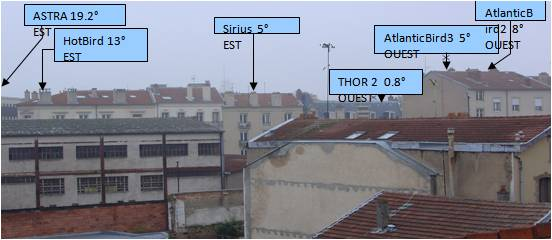 ASTRA 19.2°
EST
HotBird 13°
EST
Sirius 5°
EST
THOR 2 0.8°
OUEST
AtlanticBird3 5°
OUEST
AtlanticB
ird2 8°
OUEST